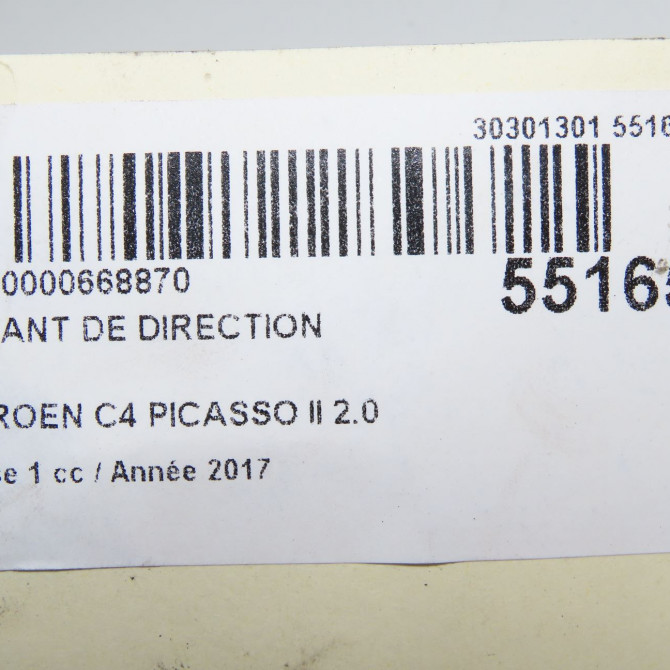 30301301 5516
0000668870
5516
ANT DE DIRECTION
ROEN C4 PICASSO II 2.0
se 1 cc / Année 2017